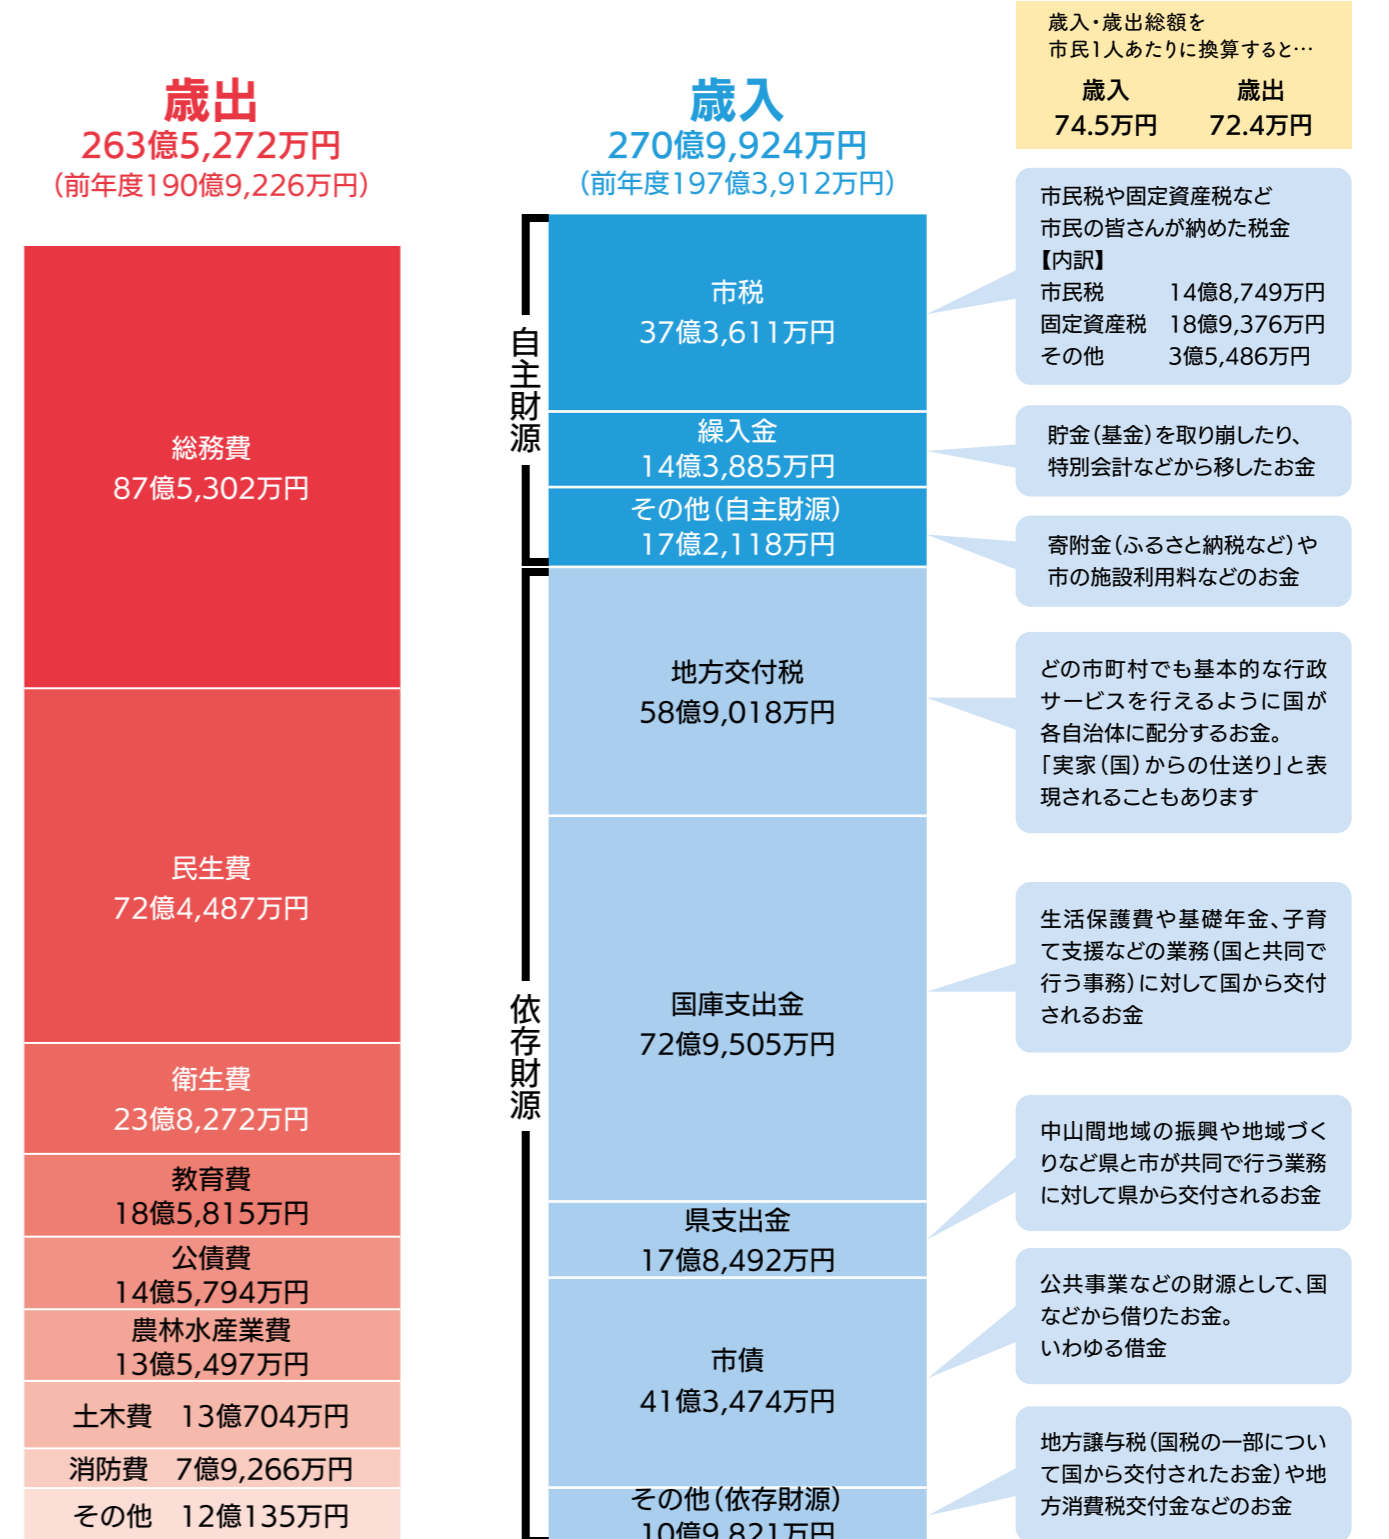 歳入・歳出総額を
市民1人あたりに換算すると…
歳入 歳出
74.5万円 72.4万円
歳出
263億5,272万円
（前年度190億9,226万円）
総務費
87億5,302万円
民生費
72億4,487万円
衛生費
23億8,272万円
教育費
18億5,815万円
公債費
14億5,794万円
農林水産業費
13億5,497万円
土木費 13億704万円
消防費 7億9,266万円
その他 12億135万円
歳入
270億9,924万円
（前年度197億3,912万円）
自主財源
市税
37億3,611万円
繰入金
14億3,885万円
その他（自主財源）
17億2,118万円
依存財源
地方交付税
58億9,018万円
国庫支出金
72億9,505万円
県支出金
17億8,492万円
市債
41億3,474万円
その他（依存財源）
10億9,821万円
市民税や固定資産税など
市民の皆さんが納めた税金
【内訳】
市民税 14億8,749万円
固定資産税 18億9,376万円
その他 3億5,486万円
貯金（基金）を取り崩したり、
特別会計などから移したお金
寄附金（ふるさと納税など）や
市の施設利用料などのお金
どの市町村でも基本的な行政
サービスを行えるように国が
各自治体に配分するお金。
「実家（国）からの仕送り」と表
現されることもあります
生活保護費や基礎年金、子育
て支援などの業務（国と共同で
行う事務）に対して国から交付
されるお金
中山間地域の振興や地域づく
りなど県と市が共同で行う業務
に対して県から交付されるお金
公共事業などの財源として、国
などから借りたお金。
いわゆる借金
地方譲与税（国税の一部につい
て国から交付されたお金）や地
方消費税交付金などのお金